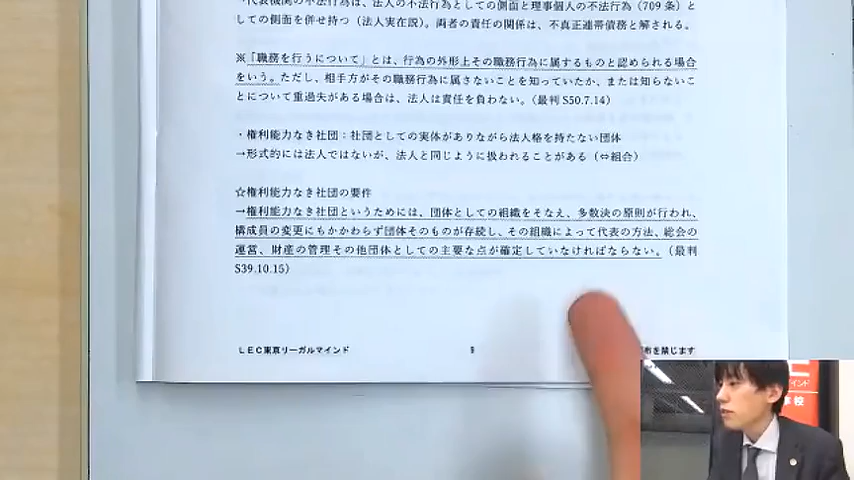 代表機関の不法行為は、法人の不法行為としての側面と理事個人の不法行為（709 条）と
しての側面を併せ持つ（法人実在説）。両者の責任の関係は、不真正連帯債務と解される。
※「職務を行うについて」とは、行為の外形上その職務行為に属するものと認められる場合
をいう。ただし、相手方がその職務行為に属さないことを知っていたか、または知らないこ
とについて重過失がある場合は、法人は責任を負わない。（最判 S50.7.14）
・権利能力なき社団：社団としての実体がありながら法人格を持たない団体
→形式的には法人ではないが、法人と同じように扱われることがある（⇔組合）
☆権利能力なき社団の要件
→権利能力なき社団というためには、団体としての組織をそなえ、多数決の原則が行われ、
構成員の変更にもかかわらず団体そのものが存続し、その組織によって代表の方法、総会の
運営、財産の管理その他団体としての主要な点が確定していなければならない。（最判
S39.10.15）
ＬＥＣ東京リーガルマインド
9
布を禁じます